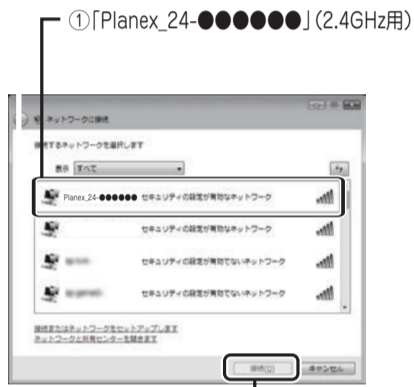 ①「Planex_24-●●●●●●」(2.4GHz用)
ネットワークに接続
接続するネットワークを選択します
表示 すべて
Planex_24-●●●●●● セキュリティの設定が有効なネットワーク
セキュリティの設定が有効なネットワーク
セキュリティの設定が有効でないネットワーク
セキュリティの設定が有効でないネットワーク
接続またはネットワークをセットアップします
ネットワークと共有センターを開きます
接続(O) キャンセル